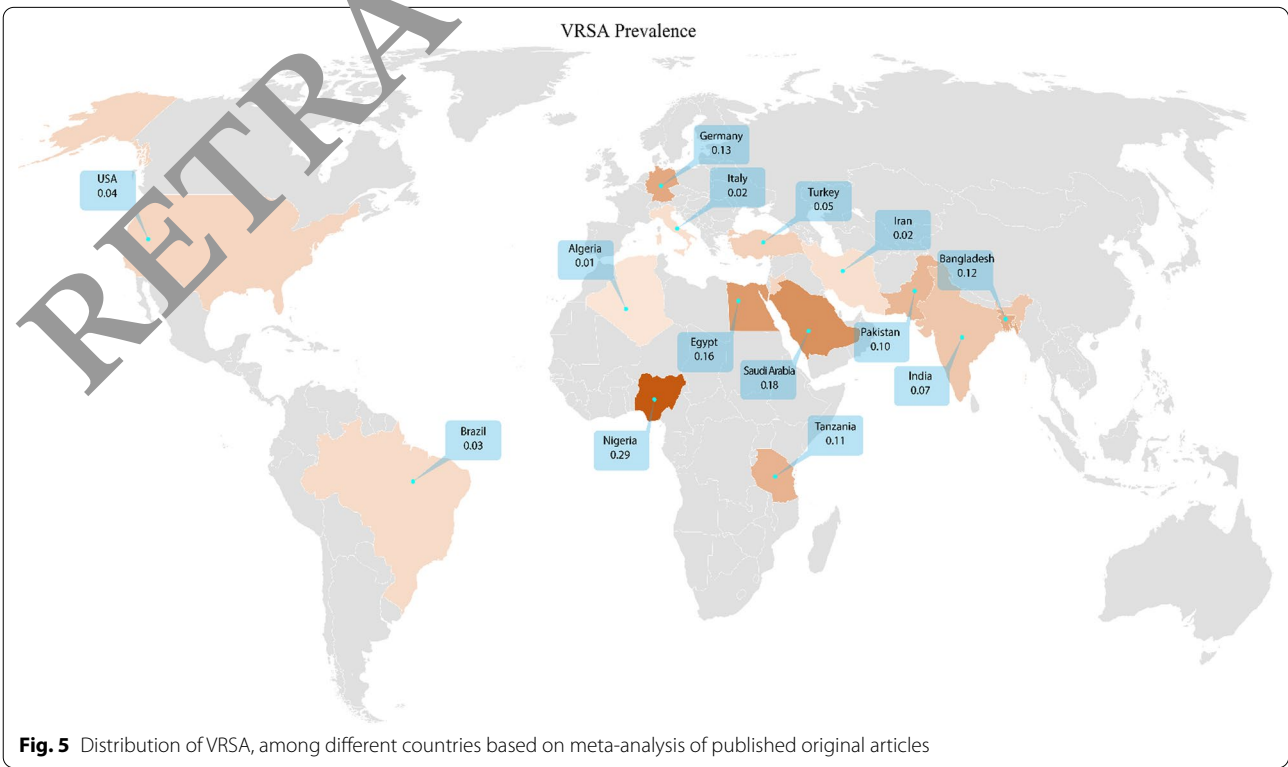 VRSA Prevalence
RETRA
Germany
0.13
USA
0.04
Italy
0.02
Turkey
0.05
Iran
0.02
Algeria
0.01
Bangladesh
0.12
Egypt
0.16
Saudi Arabia
0.18
Pakistan
0.10
India
0.07
Brazil
0.03
Nigeria
0.29
Tanzania
0.11
Fig. 5 Distribution of VRSA, among different countries based on meta-analysis of published original articles